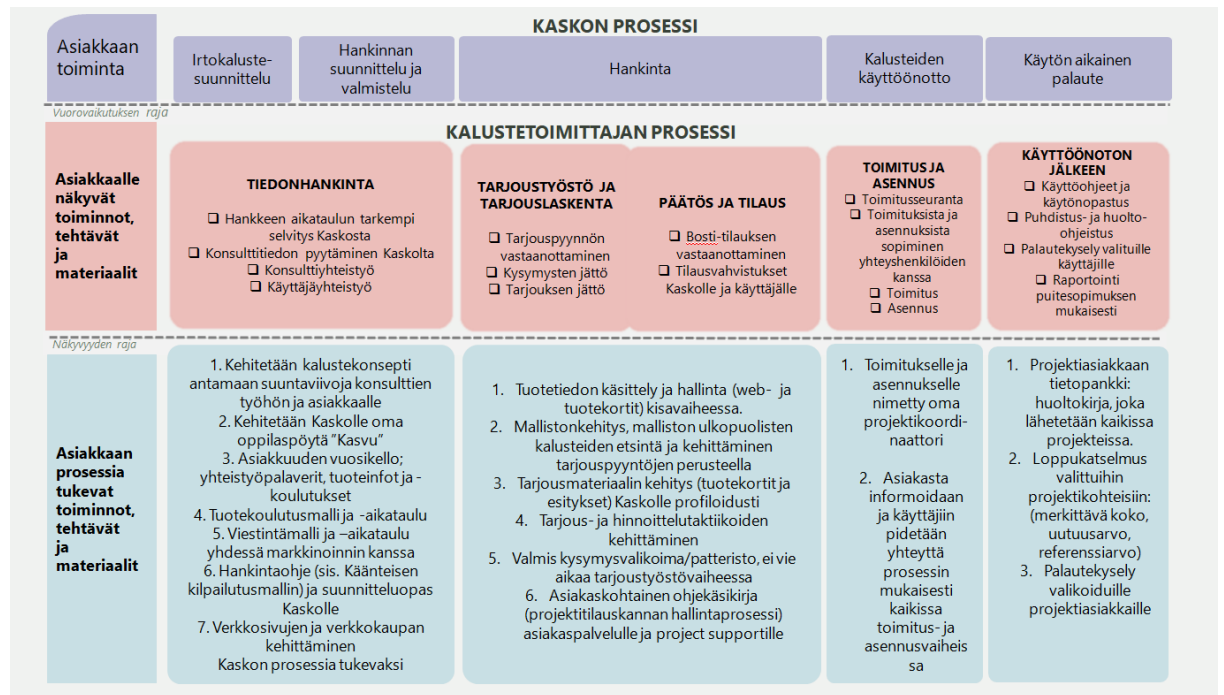 KASKON PROSESSI
Asiakkaan
toiminta
Irtokaluste-
suunnittelu
Hankinnan
suunnittelu ja
valmistelu
Hankinta
Kalusteiden
käyttöönotto
Käytön aikainen
palaute
Vuorovaikutuksen raja
KALUSTETOIMITTAJAN PROSESSI
Asiakkaalle
näkyvät
toiminnot,
tehtävät
ja
materiaalit
TIEDONHANKINTA
❑ Hankkeen aikataulun tarkempi
selvitys Kaskosta
❑ Konsulttitiedon pyytäminen Kaskolta
❑ Konsulttiyhteistyö
❑ Käyttäjäyhteistyö
TARJOUSTYÖSTÖ JA
TARJOUSLASKENTA
❑ Tarjouspyynnön
vastaanottaminen
❑ Kysymysten jättö
❑ Tarjouksen jättö
PÄÄTÖS JA TILAUS
❑ Bosti-tilauksen
vastaanottaminen
❑ Tilausvahvistukset
Kaskolle ja käyttäjälle
TOIMITUS JA
ASENNUS
❑ Toimitusseuranta
❑ Toimituksista ja
asennuksista
sopiminen
yhteyshenkilöiden
kanssa
❑ Toimitus
❑ Asennus
KÄYTTÖÖNOTON
JÄLKEEN
❑ Käyttöohjeet ja
käytönopastus
❑ Puhdistus- ja huolto-
ohjeistus
❑ Palautekysely valituille
käyttäjille
❑ Raportointi
puitesopimuksen
mukaisesti
Näkyvyyden raja
Asiakkaan
prosessia
tukevat
toiminnot,
tehtävät
ja
materiaalit
1. Kehitetään kalustekonsepti
antamaan suuntaviivoja konsulttien
työhön ja asiakkaalle
2. Kehitetään Kaskolle oma
oppilaspöytä ”Kasvu”
3. Asiakkuuden vuosikello;
yhteistyöpalaverit, tuoteinfot ja -
koulutukset
4. Tuotekoulutusmalli ja -aikataulu
5. Viestintämalli ja –aikataulu
yhdessä markkinoinnin kanssa
6. Hankintaohje (sis. Käänteisen
kilpailutusmallin) ja suunnitteluopas
Kaskolle
7. Verkkosivujen ja verkkokaupan
kehittäminen
Kaskon prosessia tukevaksi
1. Tuotetiedon käsittely ja hallinta (web- ja
tuotekortit) kisavaiheessa.
2. Mallistonkehitys, malliston ulkopuolisten
kalusteiden etsintä ja kehittäminen
tarjouspyyntöjen perusteella
3. Tarjousmateriaalin kehitys (tuotekortit ja
esitykset) Kaskolle profiloidusti
4. Tarjous- ja hinnoittelutaktiikoiden
kehittäminen
5. Valmis kysymysvalikoima/patteristo, ei vie
aikaa tarjoustyöstövaiheessa
6. Asiakaskohtainen ohjekäsikirja
(projektitilauskannan hallintaprosessi)
asiakaspalvelulle ja project supportille
1. Toimitukselle ja
asennukselle
nimetty oma
projektikoordi-
naattori
2. Asiakasta
informoidaan
ja käyttäjiin
pidetään
yhteyttä
prosessin
mukaisesti
kaikissa
toimitus- ja
asennusvaiheis
sa
1. Projektiasiakkaan
tietopankki:
huoltokirja, joka
lähetetään kaikissa
projekteissa.
2. Loppukatselmus
valittuihin
projektikohteisiin:
(merkittävä koko,
uutuusarvo,
referenssiarvo)
3. Palautekysely
valikoiduille
projektiasiakkaille